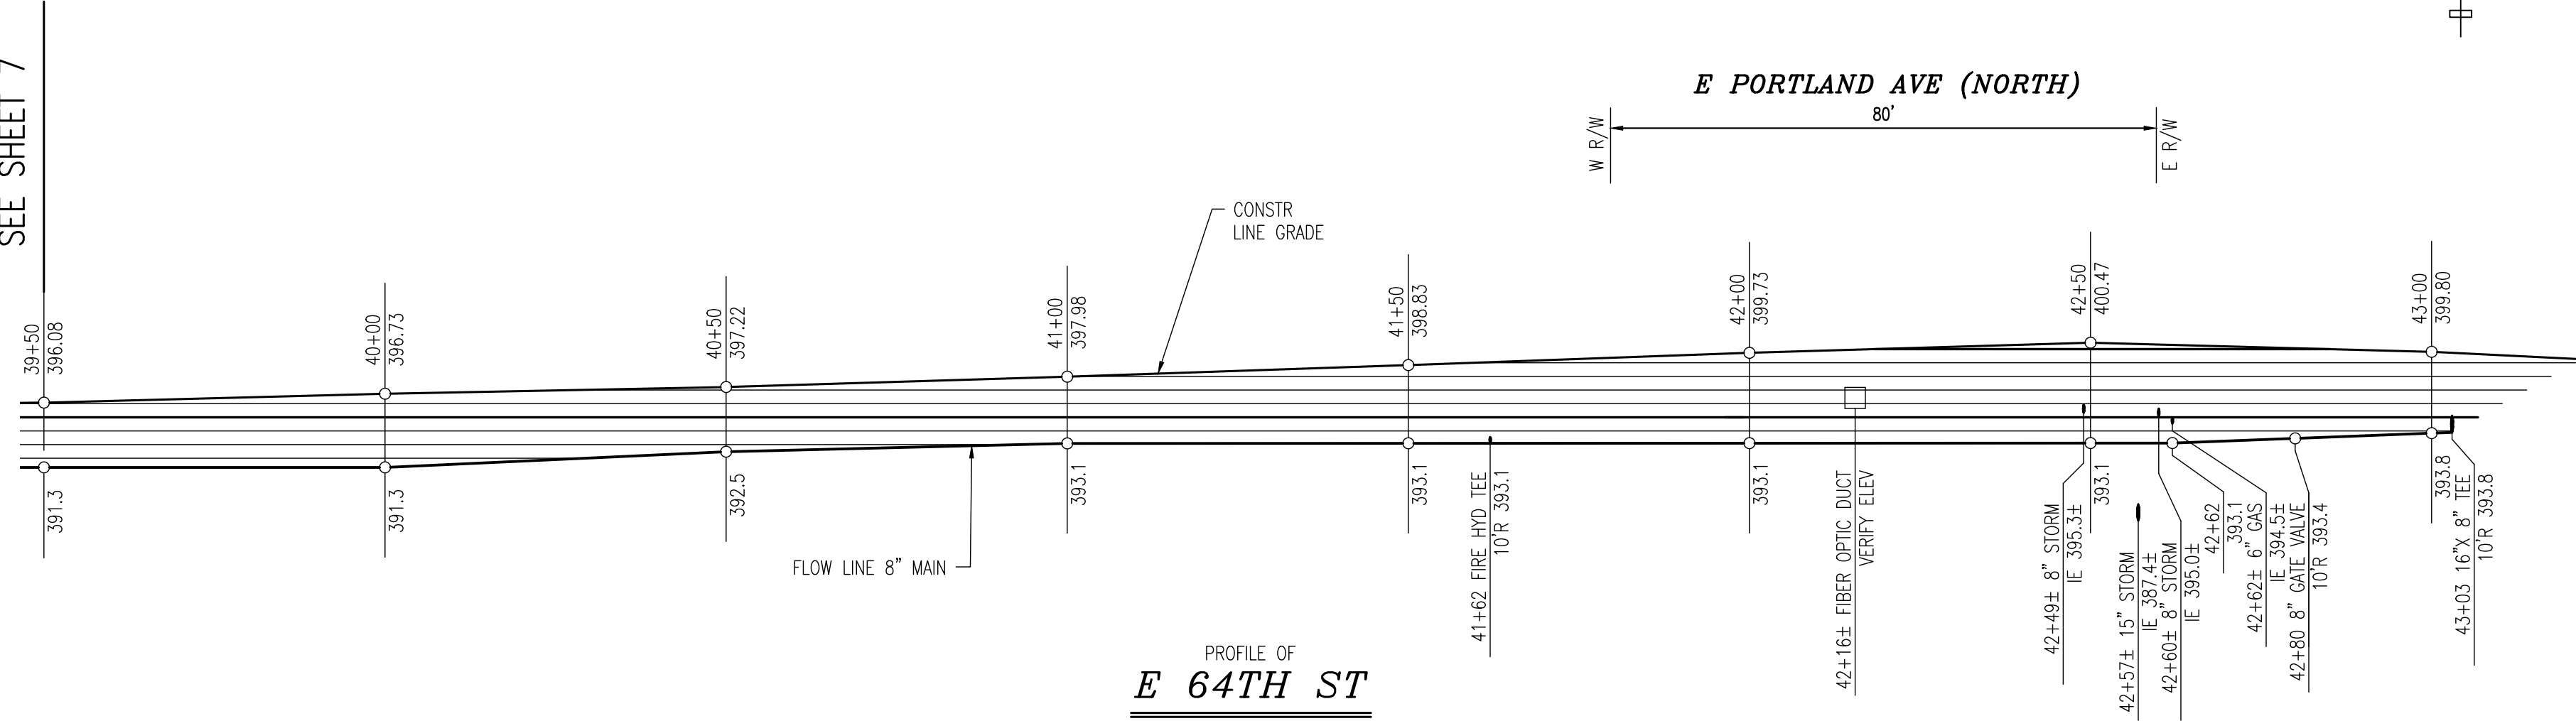 SEE SHEET 7
E PORTLAND AVE (NORTH)
80'
W R/W
E R/W
CONSTR
LINE GRADE
39+50
396.08
40+00
396.73
40+50
397.22
41+00
397.98
41+50
398.83
42+00
399.73
42+50
400.47
43+00
399.80
391.3
391.3
392.5
393.1
393.1
393.1
393.1
393.8
FLOW LINE 8" MAIN
41+62 FIRE HYD TEE
10'R 393.1
42+16± FIBER OPTIC DUCT
VERIFY ELEV
42+49± 8" STORM
IE 395.3±
42+57± 15" STORM
IE 387.4±
42+60± 8" STORM
IE 395.0±
42+62
393.1
42+62± 6" GAS
IE 394.5±
42+80 8" GATE VALVE
10'R 393.4
43+03 16"X 8" TEE
10'R 393.8
PROFILE OF
E 64TH ST